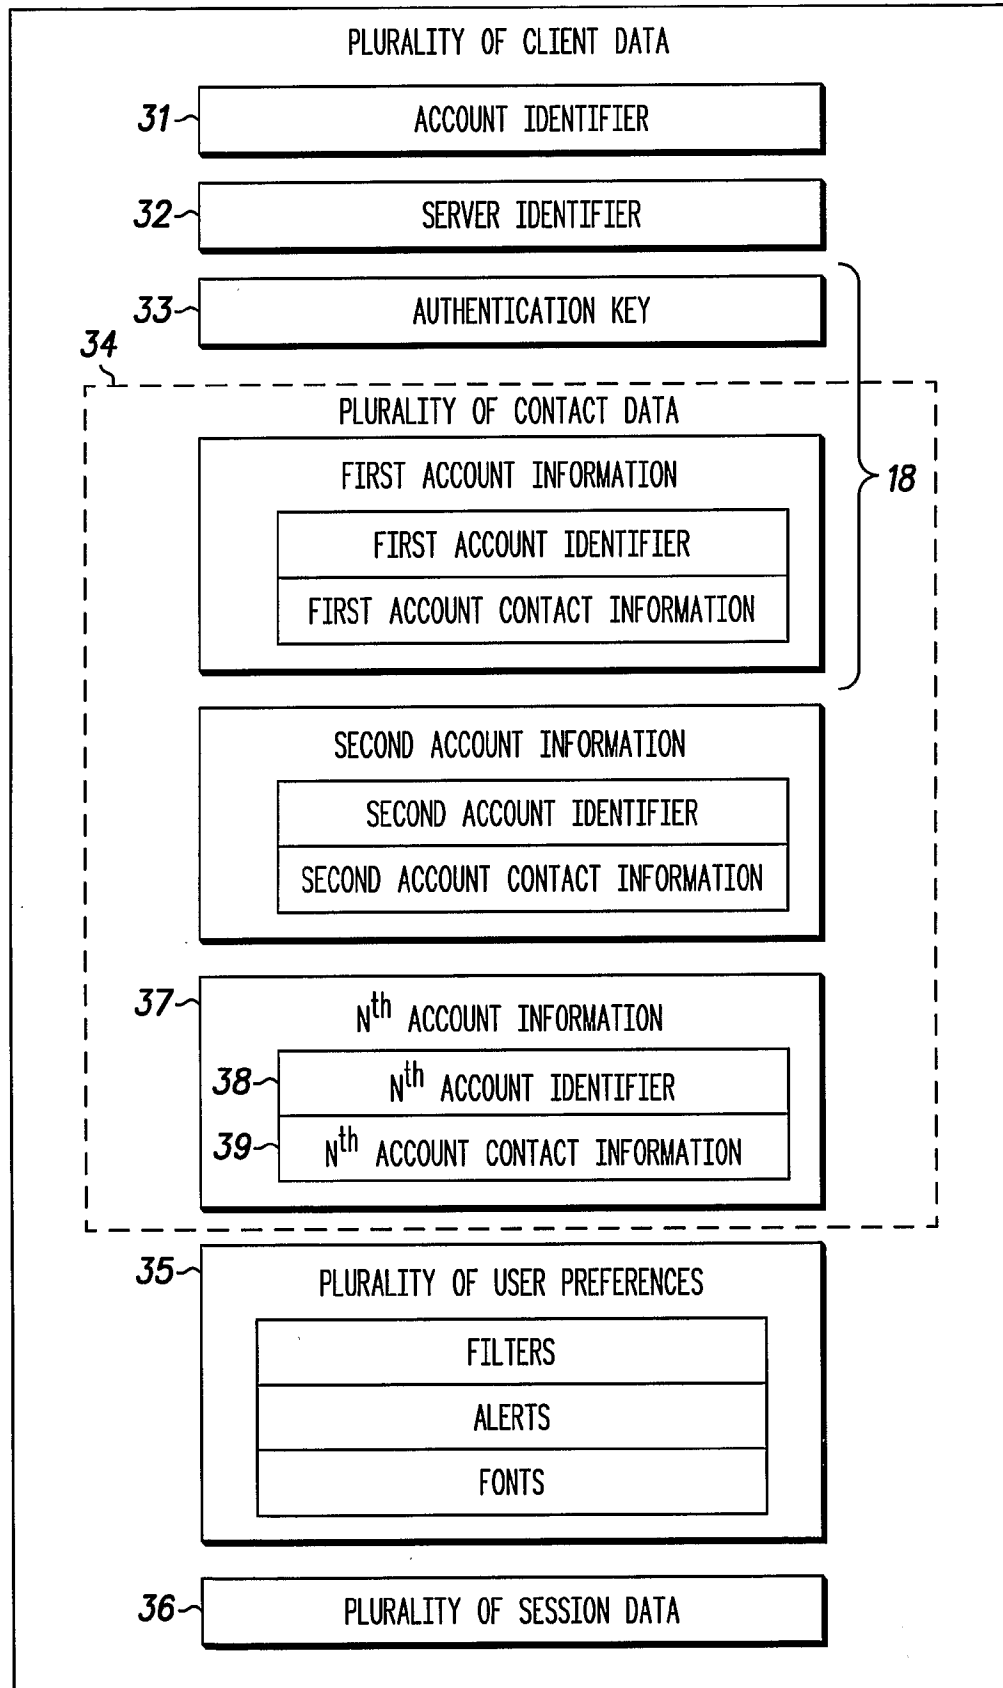 PLURALITY OF CLIENT DATA
31 ACCOUNT IDENTIFIER
32 SERVER IDENTIFIER
33 AUTHENTICATION KEY
34
PLURALITY OF CONTACT DATA
FIRST ACCOUNT INFORMATION
18
FIRST ACCOUNT IDENTIFIER
FIRST ACCOUNT CONTACT INFORMATION
SECOND ACCOUNT INFORMATION
SECOND ACCOUNT IDENTIFIER
SECOND ACCOUNT CONTACT INFORMATION
37 Nth ACCOUNT INFORMATION
38 Nth ACCOUNT IDENTIFIER
39 Nth ACCOUNT CONTACT INFORMATION
35 PLURALITY OF USER PREFERENCES
FILTERS
ALERTS
FONTS
36 PLURALITY OF SESSION DATA